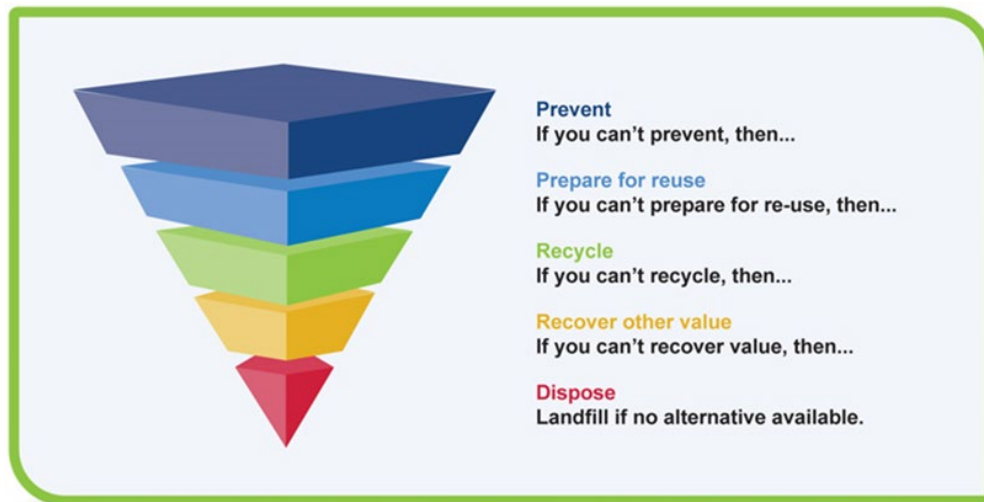 Prevent
If you can’t prevent, then...
Prepare for reuse
If you can’t prepare for re-use, then...
Recycle
If you can’t recycle, then...
Recover other value
If you can’t recover value, then...
Dispose
Landfill if no alternative available.